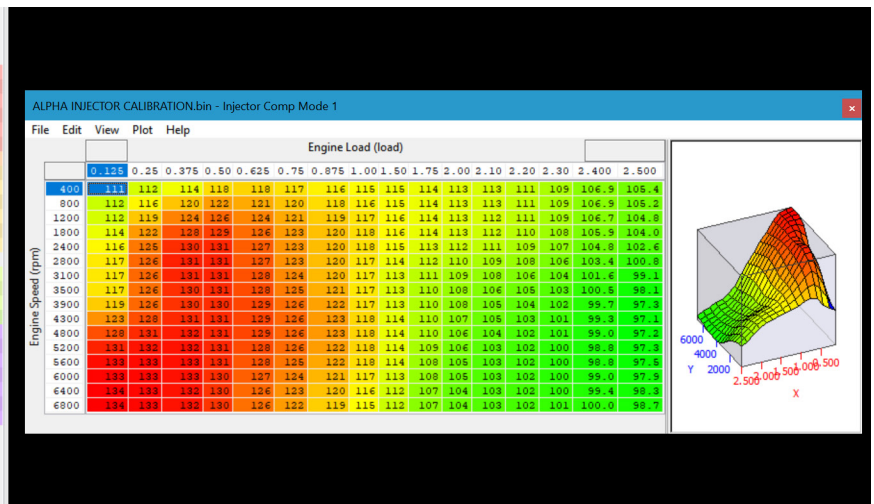 ALPHA INJECTOR CALIBRATION.bin - Injector Comp Mode 1
×
File Edit View Plot Help
Engine Load (load)
0.125 0.25 0.375 0.50 0.625 0.75 0.875 1.00 1.50 1.75 2.00 2.10 2.20 2.30 2.400 2.500
400 111 112 114 118 118 117 116 115 115 114 113 113 111 109 106.9 105.4
800 112 116 120 122 121 120 118 116 115 114 113 113 111 109 106.9 105.2
1200 112 119 124 126 124 121 119 117 116 114 113 112 111 109 106.7 104.8
1800 114 122 128 129 126 123 120 118 116 114 113 112 110 108 105.9 104.0
2400 116 125 130 131 127 123 120 118 115 113 112 111 109 107 104.8 102.6
2800 117 126 131 131 127 123 120 117 114 112 110 109 108 106 103.4 100.8
3100 117 126 131 131 128 124 120 117 113 111 109 108 106 104 101.6 99.1
3500 117 126 130 131 128 125 121 117 113 110 108 106 105 103 100.5 98.1
3900 119 126 130 130 129 126 122 117 113 110 108 105 104 102 99.7 97.3
4300 123 128 131 131 129 126 123 118 114 110 107 105 103 101 99.3 97.1
4800 128 131 132 131 129 126 123 118 114 110 106 104 102 101 99.0 97.2
5200 131 132 132 131 128 126 122 118 114 109 106 103 102 100 98.8 97.3
5600 133 133 133 131 128 125 122 118 114 108 105 103 102 100 98.8 97.5
6000 133 133 133 130 127 124 121 117 113 108 105 103 102 100 99.0 97.9
6400 134 133 132 130 126 123 120 116 112 107 104 103 102 100 99.4 98.3
6800 134 133 132 130 126 122 119 115 112 107 104 103 102 101 100.0 98.7
Engine Speed (rpm)
6000
4000
Y 2000
2.500 2.000 500 000 500
X